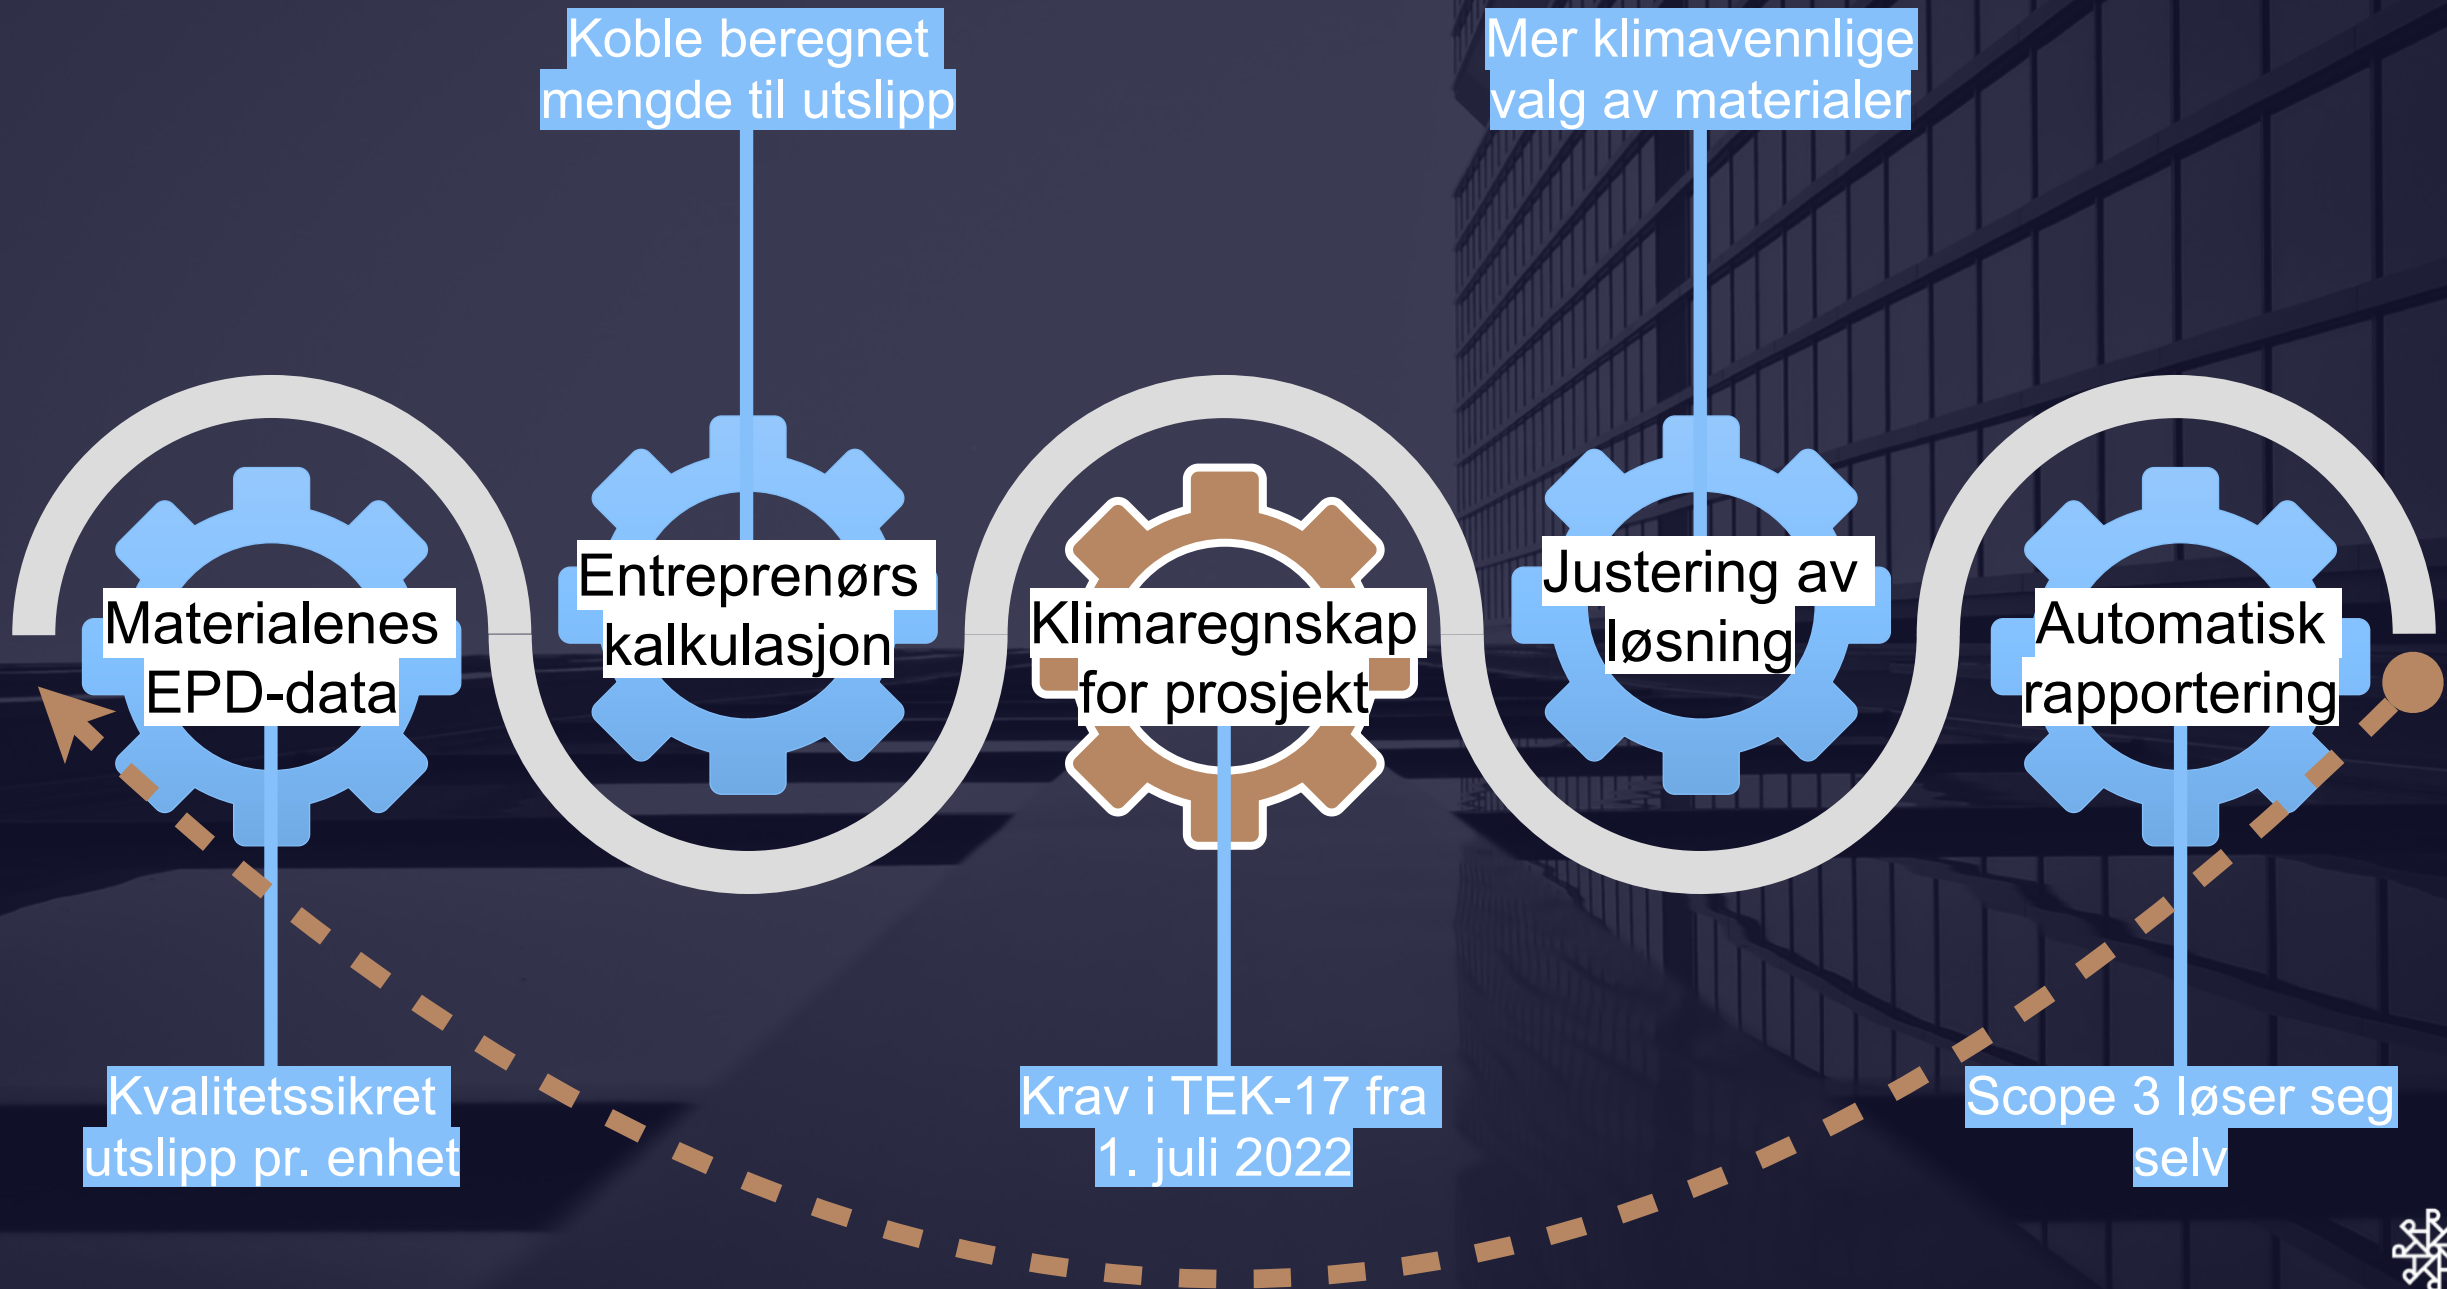 Koble beregnet
mengde til utslipp
Mer klimavennlige
valg av materialer
Materialenes
EPD-data
Entreprenørs
kalkulasjon
Klimaregnskap
for prosjekt
Justering av
løsning
Automatisk
rapportering
Kvalitetssikret
utslipp pr. enhet
Krav i TEK-17 fra
1. juli 2022
Scope 3 løser seg
selv